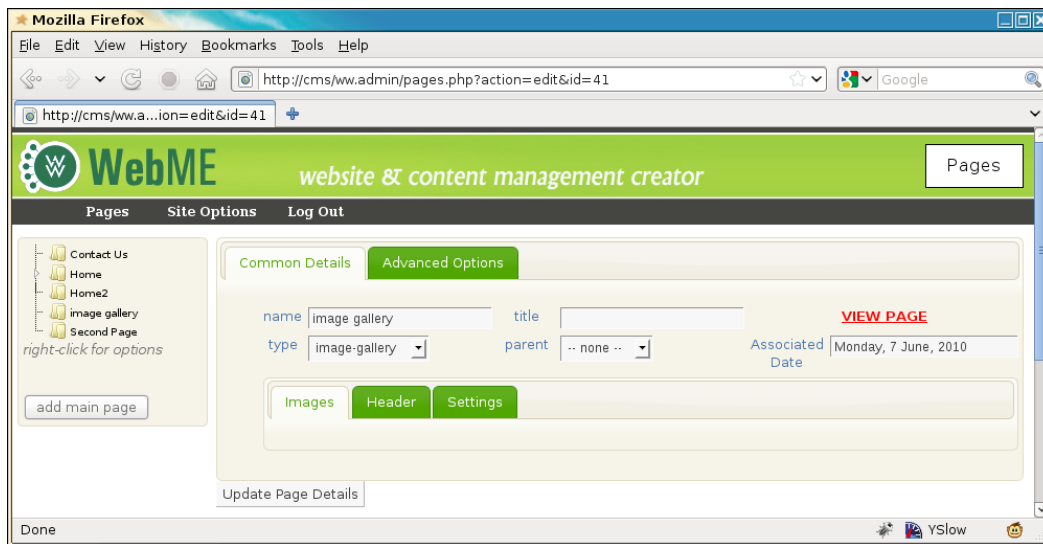 Mozilla Firefox
File Edit View History Bookmarks Tools Help
http://cms/ww.admin/pages.php?action=edit&id=41
Google
http://cms/ww.a...ion=edit&id=41
WebME website & content management creator
Pages
Pages Site Options Log Out
Contact Us
Home
Home2
image gallery
Second Page
right-click for options
add main page
Common Details Advanced Options
name image gallery title VIEW PAGE
type image-gallery parent -- none -- Associated Date Monday, 7 June, 2010
Images Header Settings
Update Page Details
Done YSlow